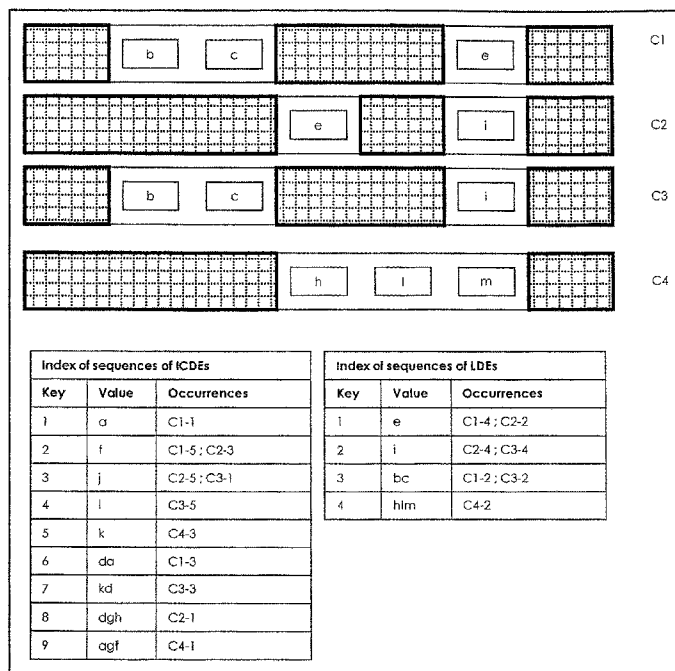 b c e C1
e i C2
b c i C3
h l m C4
Index of sequences of ICDEs
Key Value Occurrences
1 a C1-1
2 f C1-5 ; C2-3
3 j C2-5 ; C3-1
4 l C3-5
5 k C4-3
6 da C1-3
7 kd C3-3
8 dgh C2-1
9 agf C4-1
Index of sequences of LDEs
Key Value Occurrences
1 e C1-4 ; C2-2
2 i C2-4 ; C3-4
3 bc C1-2 ; C3-2
4 hlm C4-2